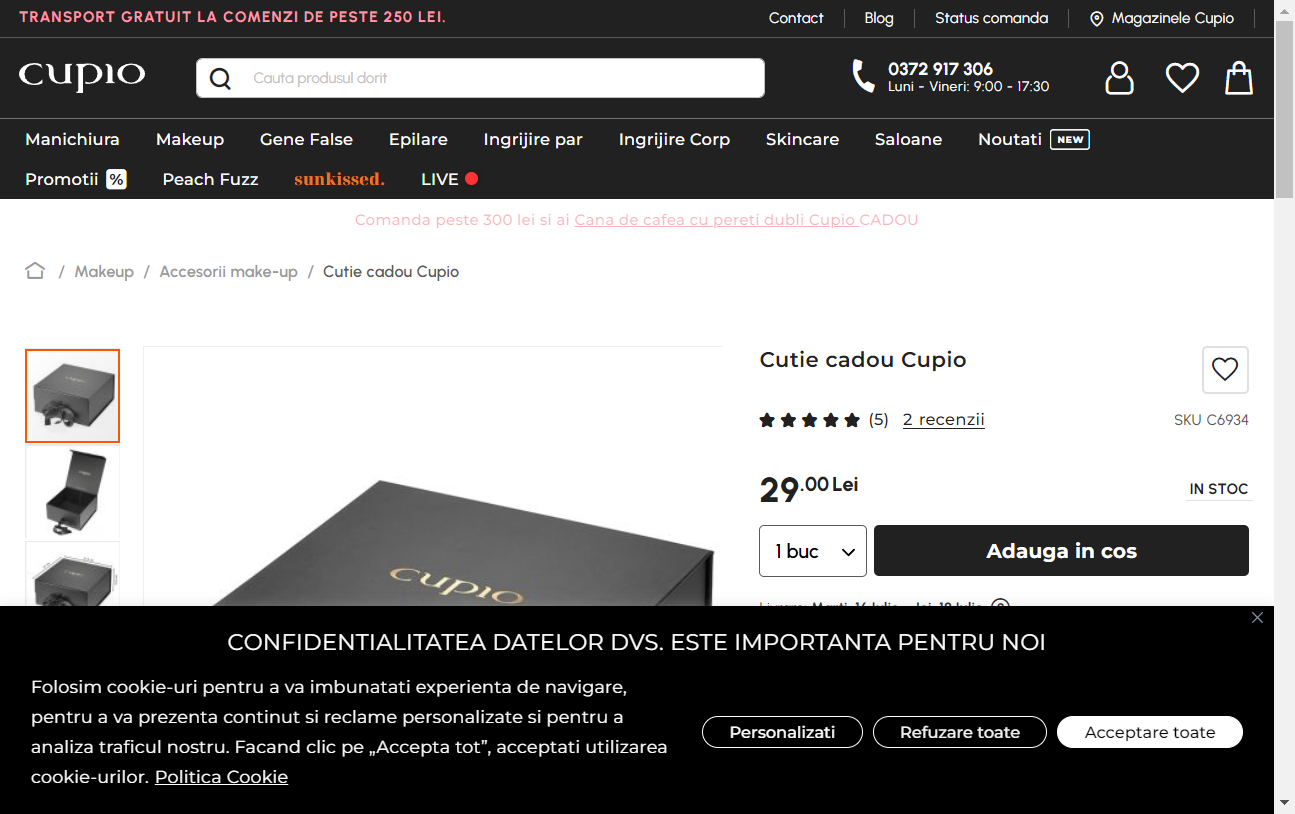 TRANSPORT GRATUIT LA COMENZI DE PESTE 250 LEI.
Contact
Blog
Status comanda
Magazinele Cupio
cupio
Cauta produsul dorit
0372 917 306
Luni - Vineri: 9:00 - 17:30
Manichiura
Makeup
Gene False
Epilare
Ingrijire par
Ingrijire Corp
Skincare
Saloane
Noutati NEW
Promotii %
Peach Fuzz
sunkissed.
LIVE
Comanda peste 300 lei si ai Cana de cafea cu pereti dubli Cupio CADOU
/ Makeup / Accesorii make-up / Cutie cadou Cupio
Cutie cadou Cupio
(5) 2 recenzii
SKU C6934
29.00 Lei
IN STOC
1 buc
Adauga in cos
cupio
CONFIDENTIALITATEA DATELOR DVS. ESTE IMPORTANTA PENTRU NOI
Folosim cookie-uri pentru a va imbunatati experienta de navigare,
pentru a va prezenta continut si reclame personalizate si pentru a
analiza traficul nostru. Facand clic pe „Accepta tot”, acceptati utilizarea
cookie-urilor. Politica Cookie
Personalizati
Refuzare toate
Acceptare toate